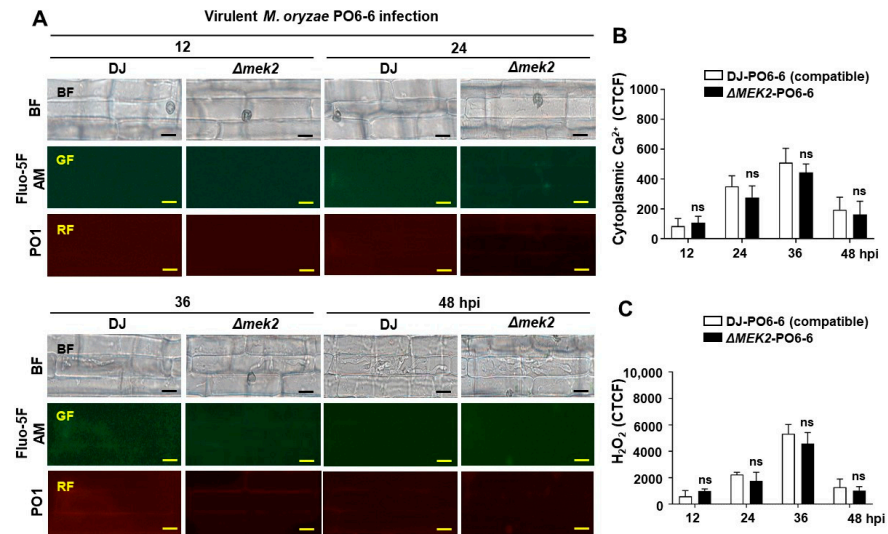 A
Virulent M. oryzae PO6-6 infection
12
24
DJ
Δmek2
DJ
Δmek2
BF
BF
Fluo-5F
AM
GF
PO1
RF
36
48 hpi
DJ
Δmek2
DJ
Δmek2
BF
BF
Fluo-5F
AM
GF
PO1
RF
B
DJ-PO6-6 (compatible)
ΔMEK2-PO6-6
Cytoplasmic Ca²⁺ (CTCF)
1000
800
600
400
200
0
ns
ns
ns
ns
12
24
36
48 hpi
C
DJ-PO6-6 (compatible)
ΔMEK2-PO6-6
H₂O₂ (CTCF)
10,000
8000
6000
4000
2000
0
ns
ns
ns
ns
12
24
36
48 hpi